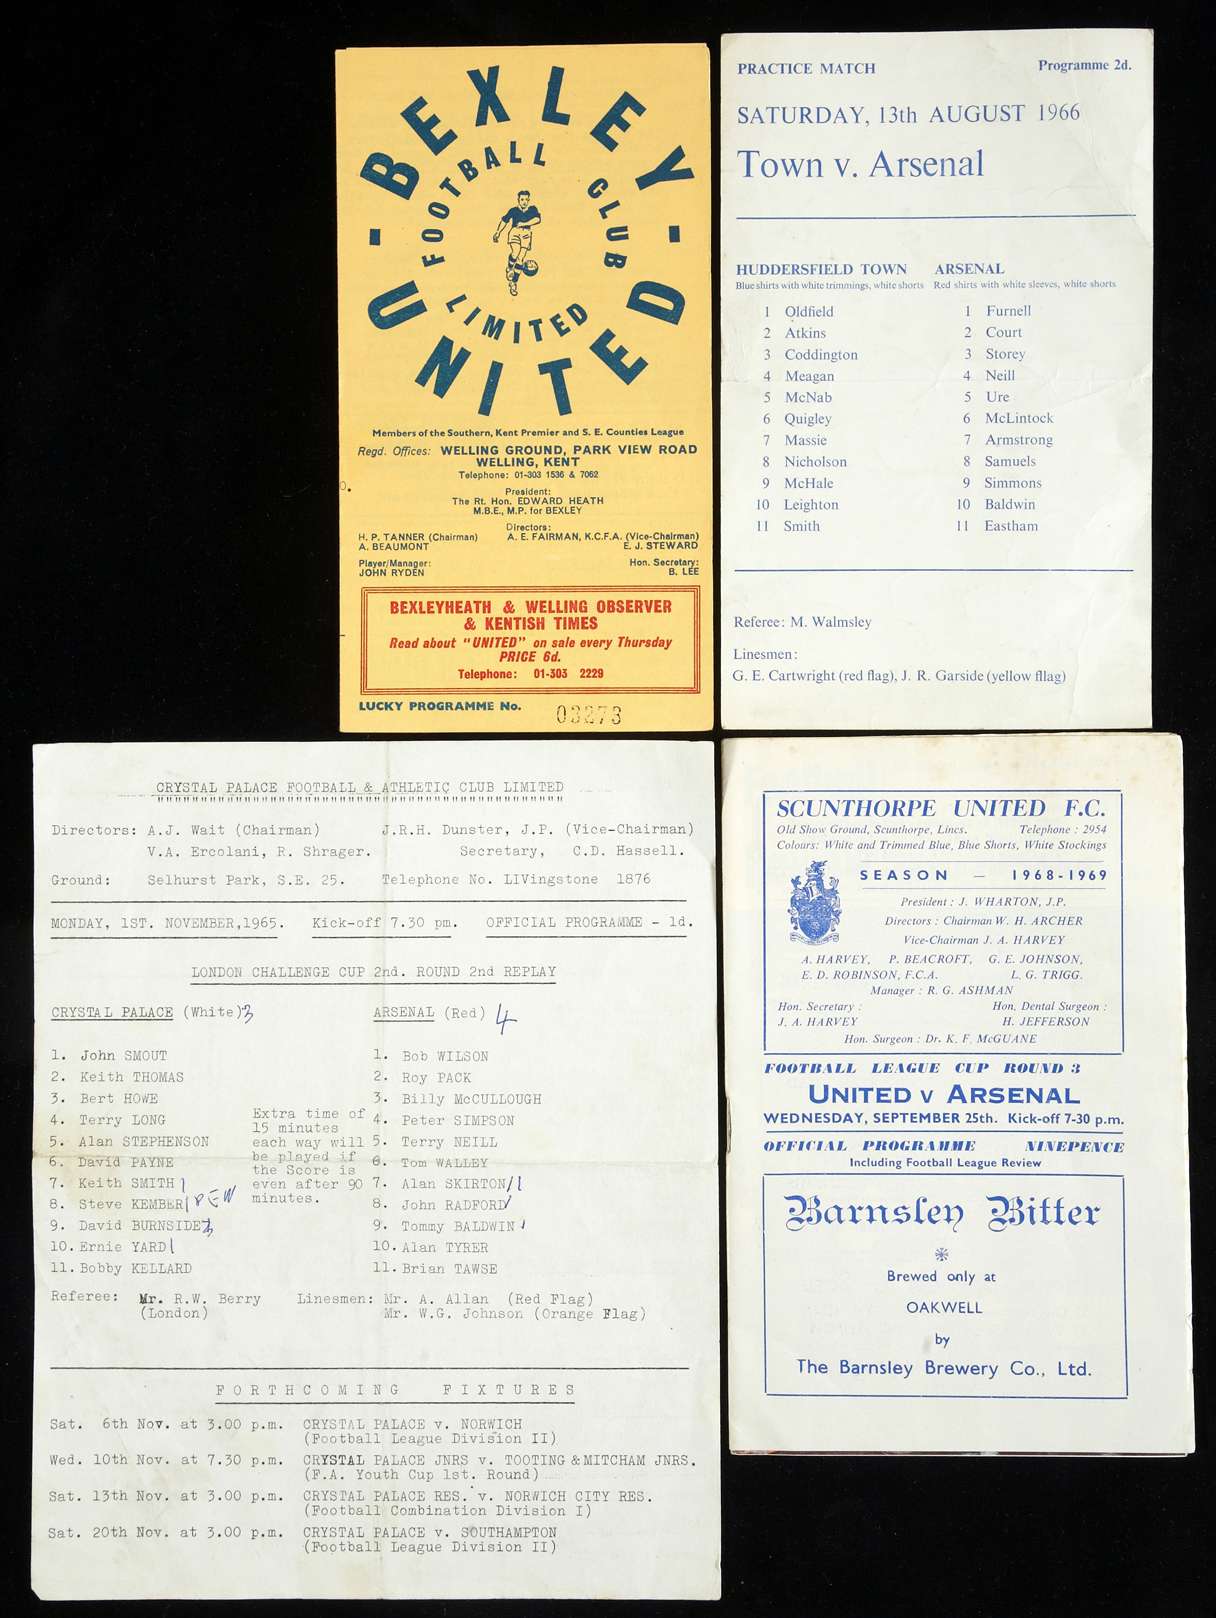 BEXLEY
- UNITED -
FOOTBALL CLUB
LIMITED
Members of the Southern, Kent Premier and S. E. Counties League
Regd. Offices: WELLING GROUND, PARK VIEW ROAD
WELLING, KENT
Telephone: 01-303 1536 & 7062
President:
The Rt. Hon. EDWARD HEATH
M.B.E., M.P. for BEXLEY
Directors:
H. P. TANNER (Chairman) A. E. FAIRMAN, K.C.F.A. (Vice-Chairman)
A. BEAUMONT E. J. STEWARD
Player/Manager: Hon. Secretary:
JOHN RYDEN B. LEE
BEXLEYHEATH & WELLING OBSERVER
& KENTISH TIMES
Read about "UNITED" on sale every Thursday
PRICE 6d.
Telephone: 01-303 2229
LUCKY PROGRAMME No. 03273
PRACTICE MATCH Programme 2d.
SATURDAY, 13th AUGUST 1966
Town v. Arsenal
HUDDERSFIELD TOWN ARSENAL
Blue shirts with white trimmings, white shorts Red shirts with white sleeves, white shorts
1 Oldfield 1 Furnell
2 Atkins 2 Court
3 Coddington 3 Storey
4 Meagan 4 Neill
5 McNab 5 Ure
6 Quigley 6 McLintock
7 Massie 7 Armstrong
8 Nicholson 8 Samuels
9 McHale 9 Simmons
10 Leighton 10 Baldwin
11 Smith 11 Eastham
Referee: M. Walmsley
Linesmen:
G. E. Cartwright (red flag), J. R. Garside (yellow fllag)
CRYSTAL PALACE FOOTBALL & ATHLETIC CLUB LIMITED
Directors: A.J. Wait (Chairman) J.R.H. Dunster, J.P. (Vice-Chairman)
V.A. Ercolani, R. Shrager. Secretary, C.D. Hassell.
Ground: Selhurst Park, S.E. 25. Telephone No. LIVingstone 1876
MONDAY, 1ST. NOVEMBER,1965. Kick-off 7.30 pm. OFFICIAL PROGRAMME - 1d.
LONDON CHALLENGE CUP 2nd. ROUND 2nd REPLAY
CRYSTAL PALACE (White) 3 ARSENAL (Red) 4
1. John SMOUT 1. Bob WILSON
2. Keith THOMAS 2. Roy PACK
3. Bert HOWE 3. Billy McCULLOUGH
4. Terry LONG 4. Peter SIMPSON
5. Alan STEPHENSON 5. Terry NEILL
6. David PAYNE 6. Tom WALLEY
7. Keith SMITH 7. Alan SKIRTON
8. Steve KEMBER PEN 8. John RADFORD
9. David BURNSIDE 9. Tommy BALDWIN
10. Ernie YARD 10. Alan TYRER
11. Bobby KELLARD 11. Brian TAWSE
Extra time of
15 minutes
each way will
be played if
the Score is
even after 90
minutes.
Referee: Mr. R.W. Berry Linesmen: Mr. A. Allan (Red Flag)
(London) Mr. W.G. Johnson (Orange Flag)
FORTHCOMING FIXTURES
Sat. 6th Nov. at 3.00 p.m. CRYSTAL PALACE v. NORWICH
(Football League Division II)
Wed. 10th Nov. at 7.30 p.m. CRYSTAL PALACE JNRS v. TOOTING & MITCHAM JNRS.
(F.A. Youth Cup 1st. Round)
Sat. 13th Nov. at 3.00 p.m. CRYSTAL PALACE RES. v. NORWICH CITY RES.
(Football Combination Division I)
Sat. 20th Nov. at 3.00 p.m. CRYSTAL PALACE v. SOUTHAMPTON
(Football League Division II)
SCUNTHORPE UNITED F.C.
Old Show Ground, Scunthorpe, Lincs. Telephone : 2954
Colours: White and Trimmed Blue, Blue Shorts, White Stockings
SEASON — 1968-1969
President : J. WHARTON, J.P.
Directors : Chairman W. H. ARCHER
Vice-Chairman J. A. HARVEY
A. HARVEY, P. BEACROFT, G. E. JOHNSON,
E. D. ROBINSON, F.C.A. L. G. TRIGG.
Manager : R. G. ASHMAN
Hon. Secretary : Hon. Dental Surgeon :
J. A. HARVEY H. JEFFERSON
Hon. Surgeon : Dr. K. F. McGUANE
FOOTBALL LEAGUE CUP ROUND 3
UNITED V ARSENAL
WEDNESDAY, SEPTEMBER 25th. Kick-off 7-30 p.m.
OFFICIAL PROGRAMME NINEPENCE
Including Football League Review
Barnsley Bitter
Brewed only at
OAKWELL
by
The Barnsley Brewery Co., Ltd.